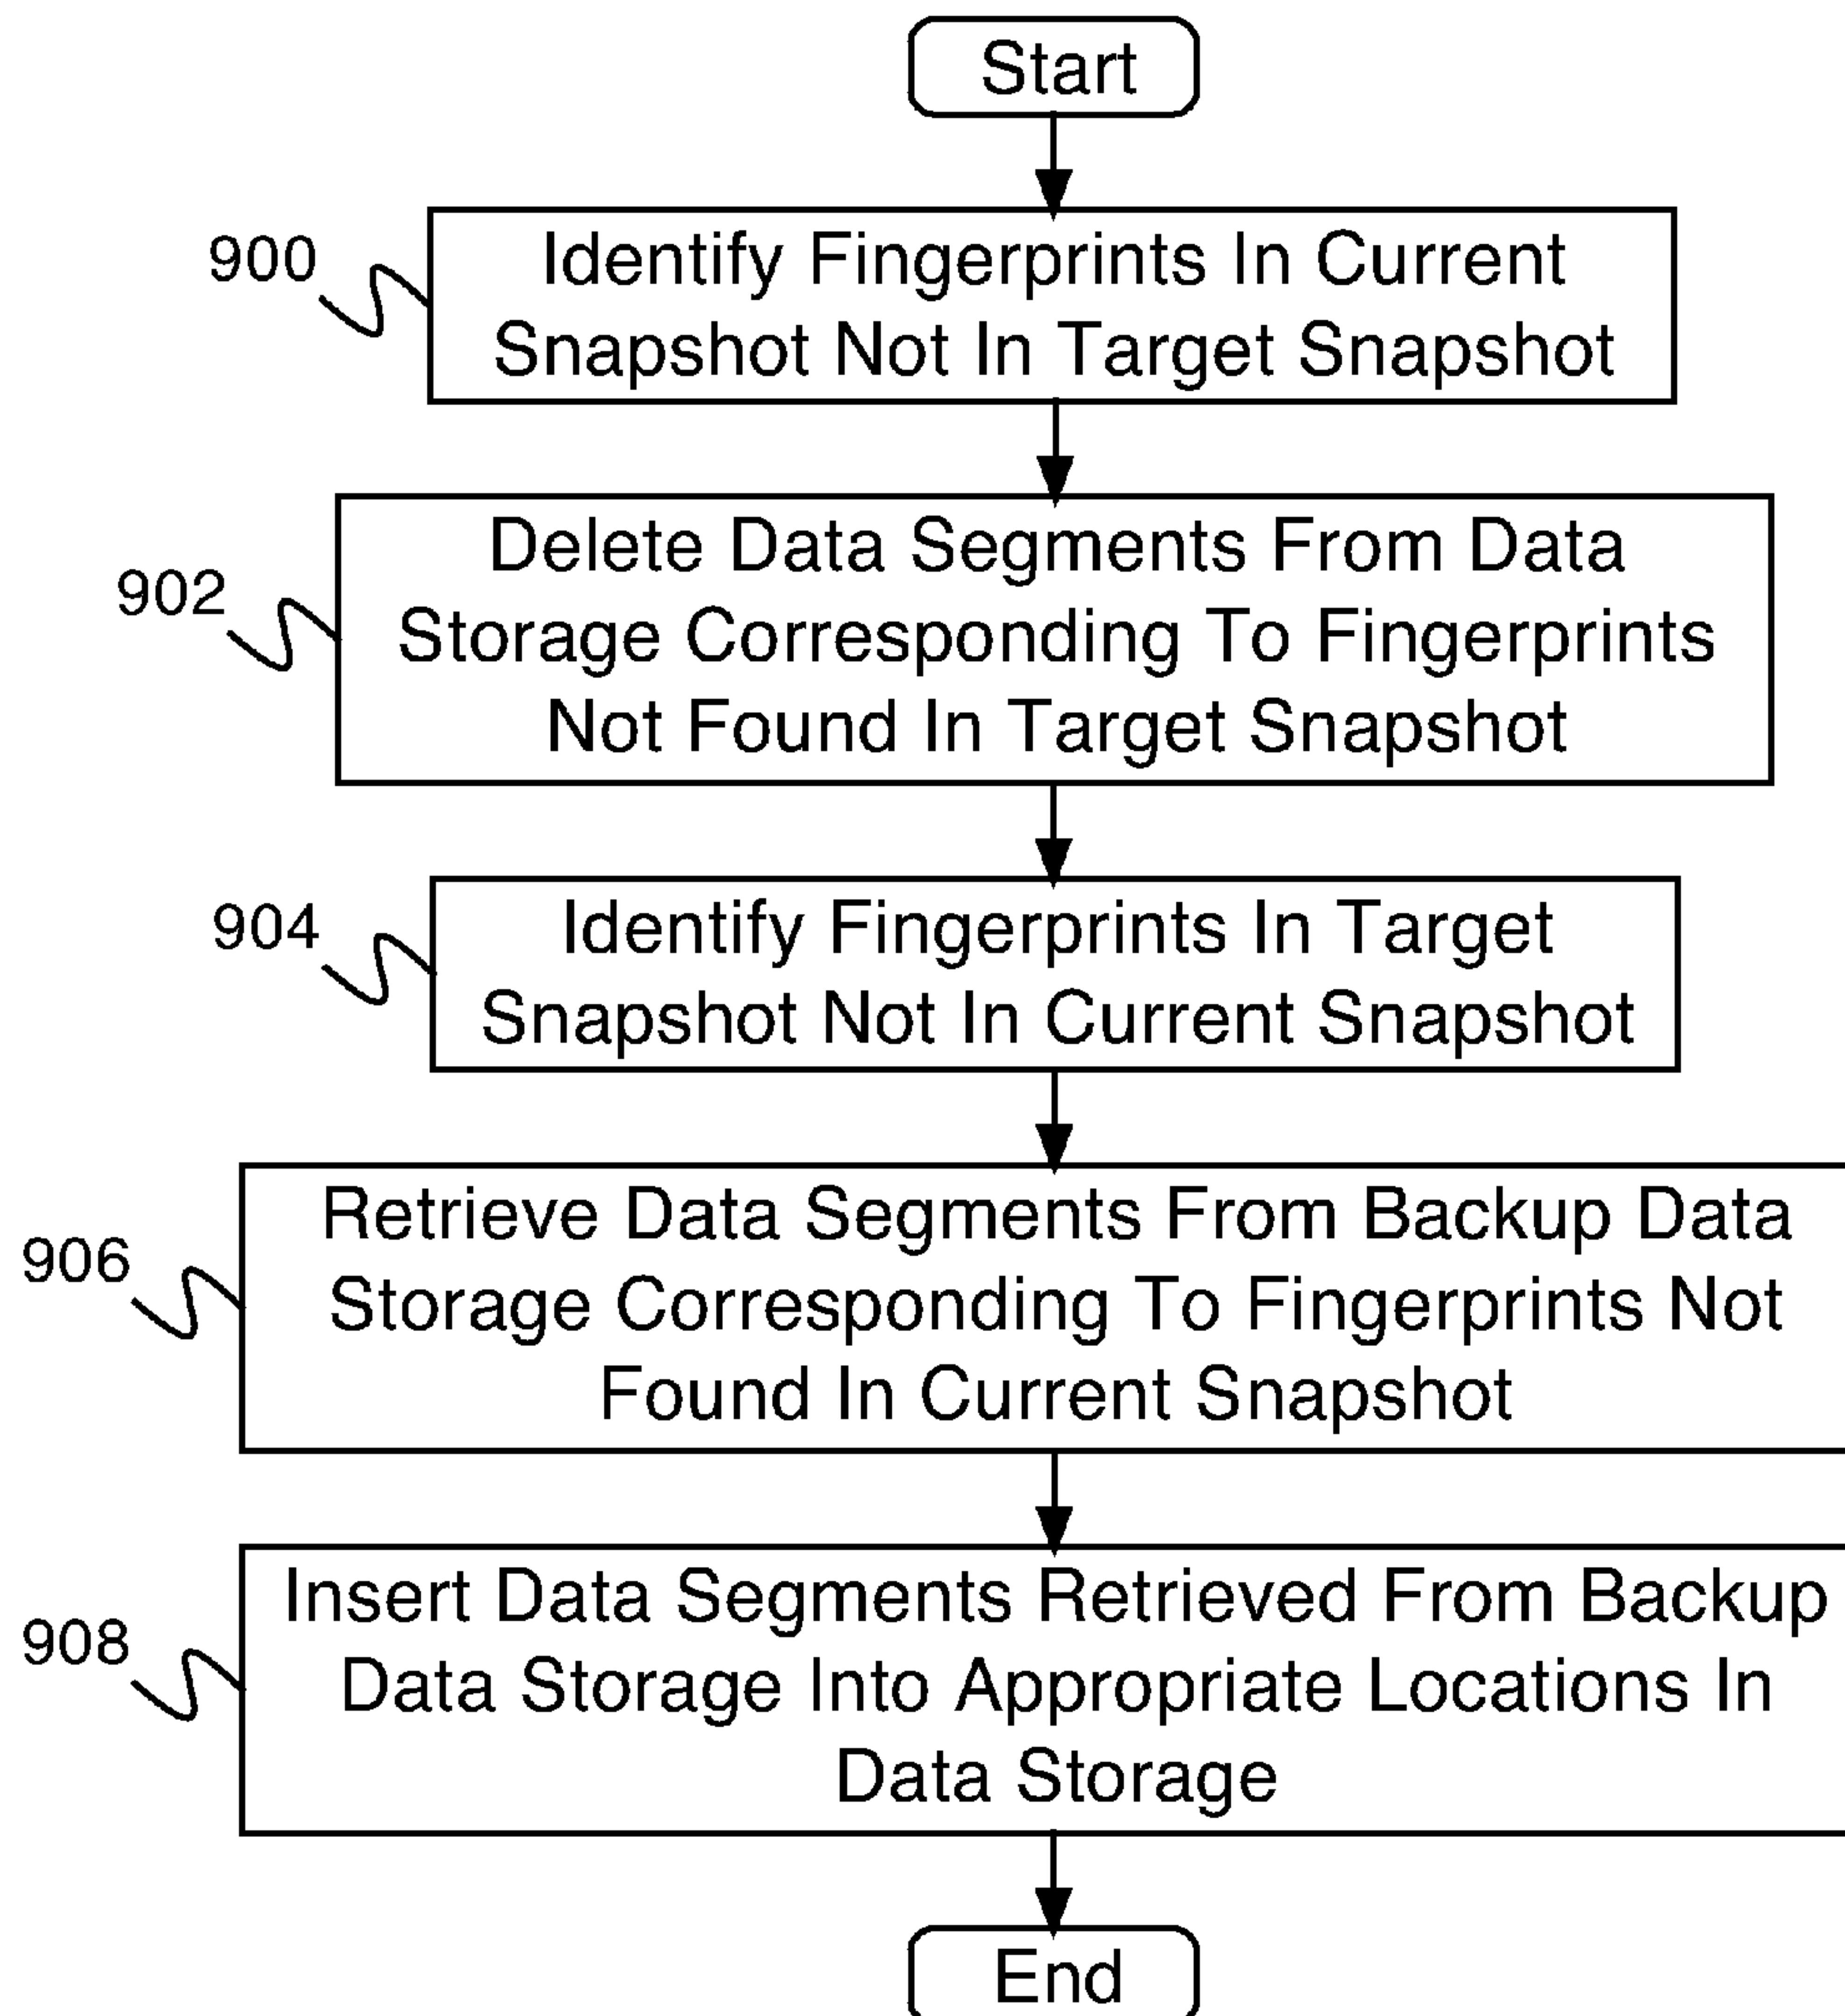 Start
900
Identify Fingerprints In Current
Snapshot Not In Target Snapshot
902
Delete Data Segments From Data
Storage Corresponding To Fingerprints
Not Found In Target Snapshot
904
Identify Fingerprints In Target
Snapshot Not In Current Snapshot
906
Retrieve Data Segments From Backup Data
Storage Corresponding To Fingerprints Not
Found In Current Snapshot
908
Insert Data Segments Retrieved From Backup
Data Storage Into Appropriate Locations In
Data Storage
End